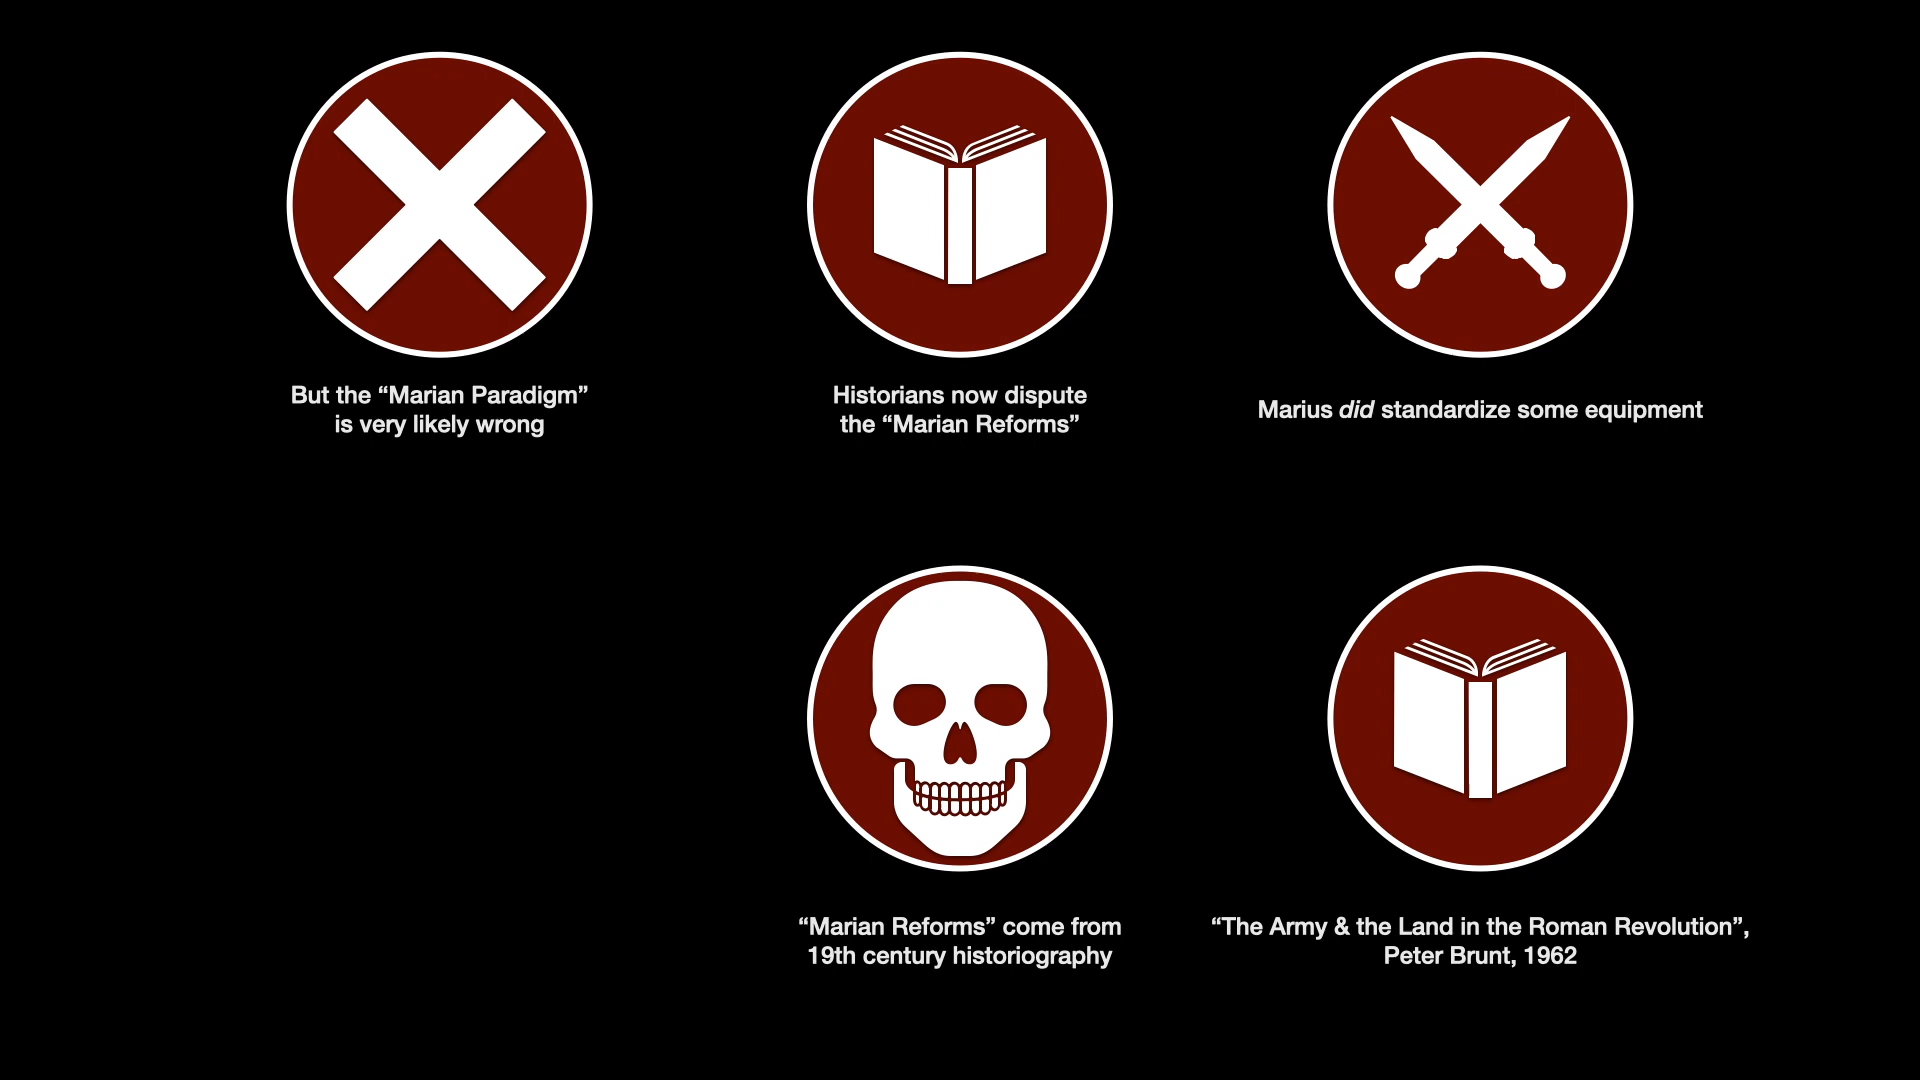 But the “Marian Paradigm”
is very likely wrong
Historians now dispute
the “Marian Reforms”
Marius did standardize some equipment
“Marian Reforms” come from
19th century historiography
“The Army & the Land in the Roman Revolution”,
Peter Brunt, 1962